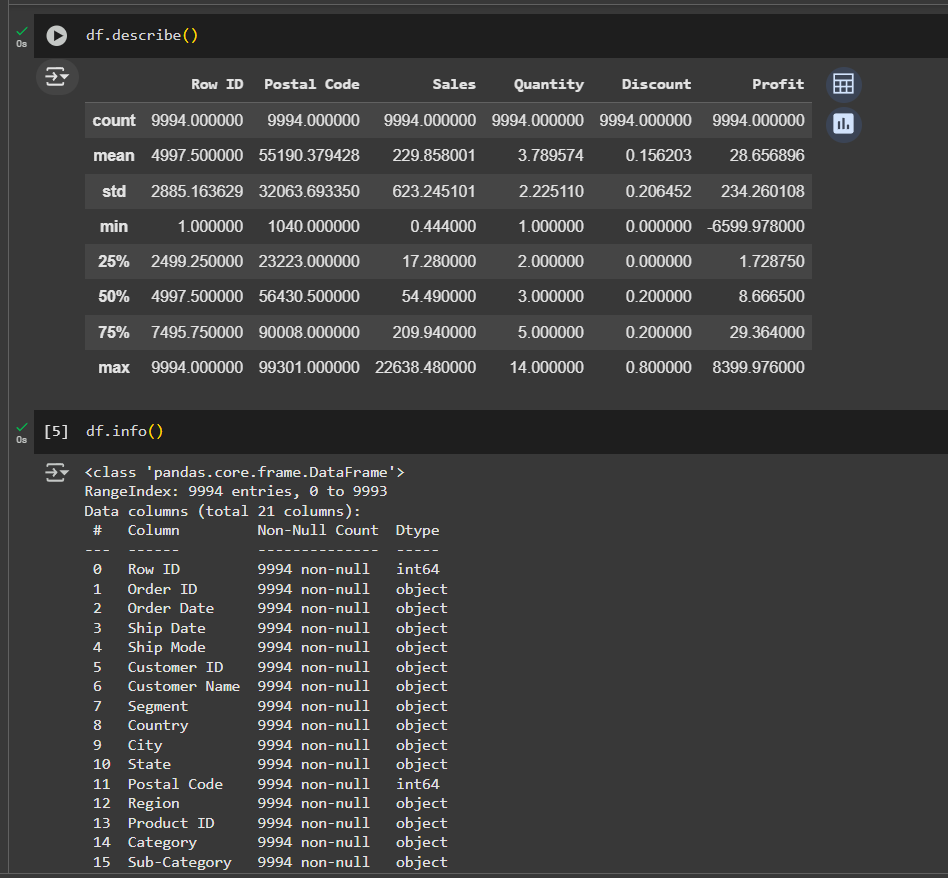 0s
df.describe()
Row ID Postal Code Sales Quantity Discount Profit
count 9994.000000 9994.000000 9994.000000 9994.000000 9994.000000 9994.000000
mean 4997.500000 55190.379428 229.858001 3.789574 0.156203 28.656896
std 2885.163629 32063.693350 623.245101 2.225110 0.206452 234.260108
min 1.000000 1040.000000 0.444000 1.000000 0.000000 -6599.978000
25% 2499.250000 23223.000000 17.280000 2.000000 0.000000 1.728750
50% 4997.500000 56430.500000 54.490000 3.000000 0.200000 8.666500
75% 7495.750000 90008.000000 209.940000 5.000000 0.200000 29.364000
max 9994.000000 99301.000000 22638.480000 14.000000 0.800000 8399.976000
0s
[5] df.info()
<class 'pandas.core.frame.DataFrame'>
RangeIndex: 9994 entries, 0 to 9993
Data columns (total 21 columns):
# Column Non-Null Count Dtype
--- ------ -------------- -----
0 Row ID 9994 non-null int64
1 Order ID 9994 non-null object
2 Order Date 9994 non-null object
3 Ship Date 9994 non-null object
4 Ship Mode 9994 non-null object
5 Customer ID 9994 non-null object
6 Customer Name 9994 non-null object
7 Segment 9994 non-null object
8 Country 9994 non-null object
9 City 9994 non-null object
10 State 9994 non-null object
11 Postal Code 9994 non-null int64
12 Region 9994 non-null object
13 Product ID 9994 non-null object
14 Category 9994 non-null object
15 Sub-Category 9994 non-null object